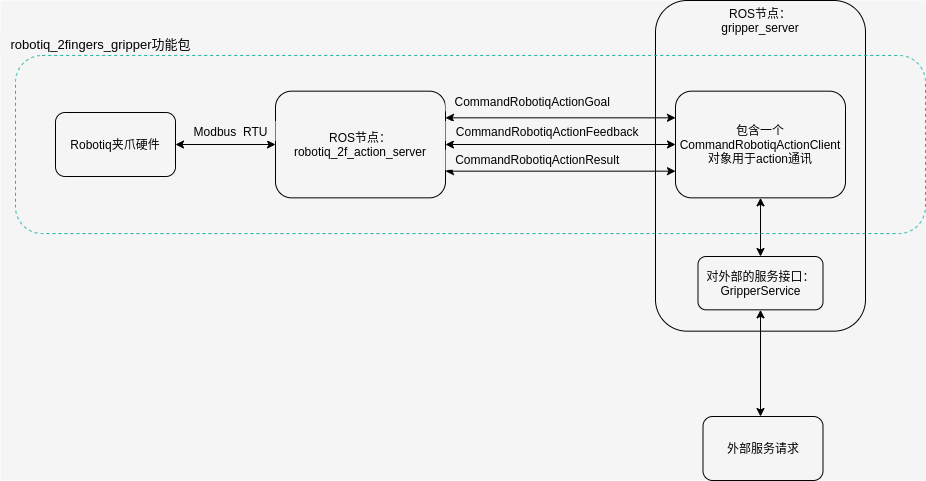 ROS节点：
gripper_server
robotiq_2fingers_gripper功能包
CommandRobotiqActionGoal
Modbus RTU
CommandRobotiqActionFeedback
CommandRobotiqActionResult
Robotiq夹爪硬件
ROS节点：
robotiq_2f_action_server
包含一个
CommandRobotiqActionClient
对象用于action通讯
对外部的服务接口：
GripperService
外部服务请求